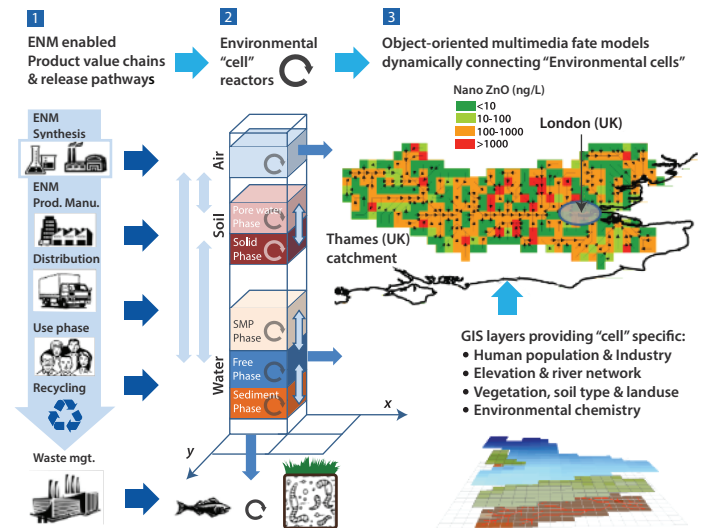 1
ENM enabled
Product value chains
& release pathways
2
Environmental
“cell”
reactors
3
Object-oriented multimedia fate models
dynamically connecting “Environmental cells”
ENM
Synthesis
ENM
Prod. Manu.
Distribution
Use phase
Recycling
Waste mgt.
Air
Soil
Water
Pore water
Phase
Solid
Phase
SMP
Phase
Free
Phase
Sediment
Phase
x
y
Nano ZnO (ng/L)
<10
10-100
100-1000
>1000
London (UK)
Thames (UK)
catchment
GIS layers providing “cell” specific:
• Human population & Industry
• Elevation & river network
• Vegetation, soil type & landuse
• Environmental chemistry